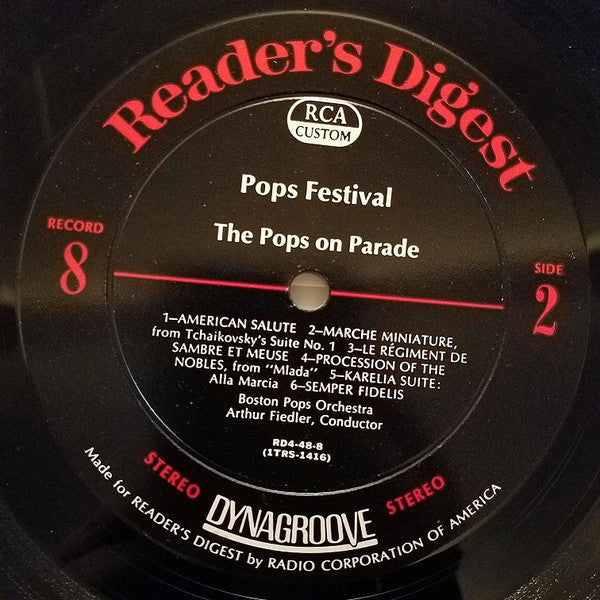 Reader's Digest
RCA
CUSTOM
Pops Festival
The Pops on Parade
RECORD
8
SIDE
2
1—AMERICAN SALUTE 2—MARCHE MINIATURE,
from Tchaikovsky's Suite No. 1 3—LE RÉGIMENT DE
SAMBRE ET MEUSE 4—PROCESSION OF THE
NOBLES, from "Mlada" 5—KARELIA SUITE:
Alla Marcia 6—SEMPER FIDELIS
Boston Pops Orchestra
Arthur Fiedler, Conductor
RD4-48-8
(1TRS-1416)
STEREO
DYNAGROOVE
STEREO
Made for READER'S DIGEST by RADIO CORPORATION OF AMERICA